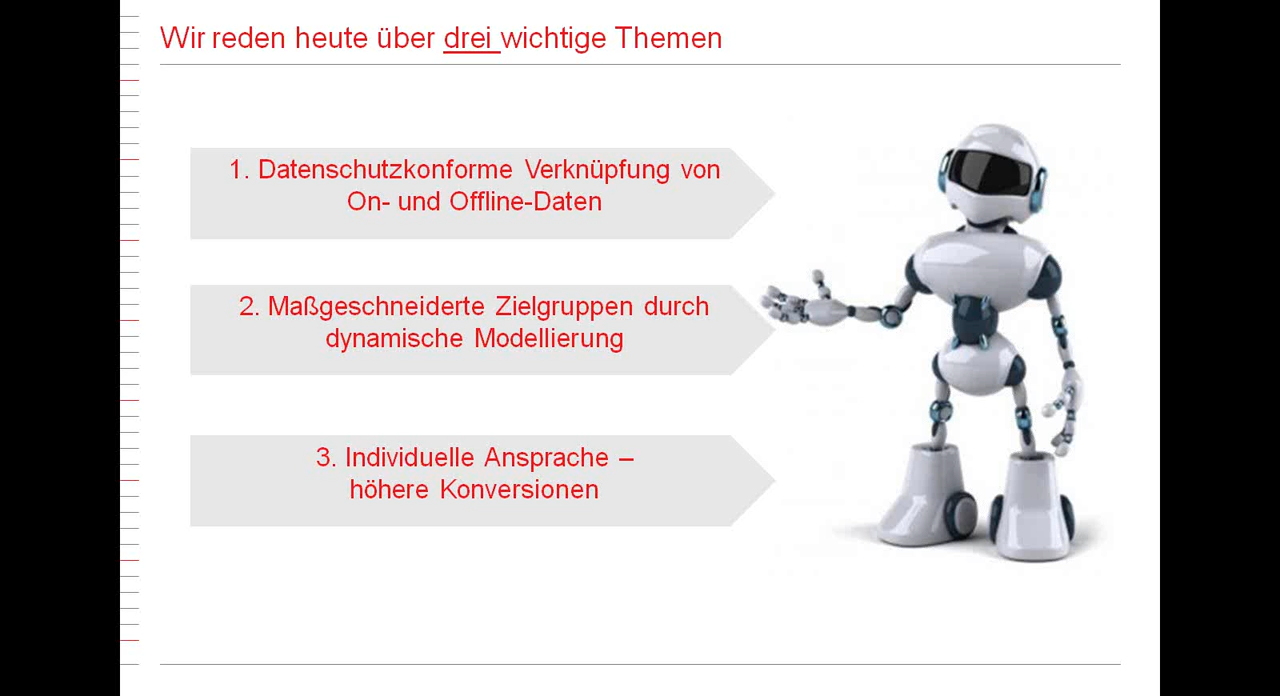 Wir reden heute über drei wichtige Themen
1. Datenschutzkonforme Verknüpfung von
On- und Offline-Daten
2. Maßgeschneiderte Zielgruppen durch
dynamische Modellierung
3. Individuelle Ansprache –
höhere Konversionen